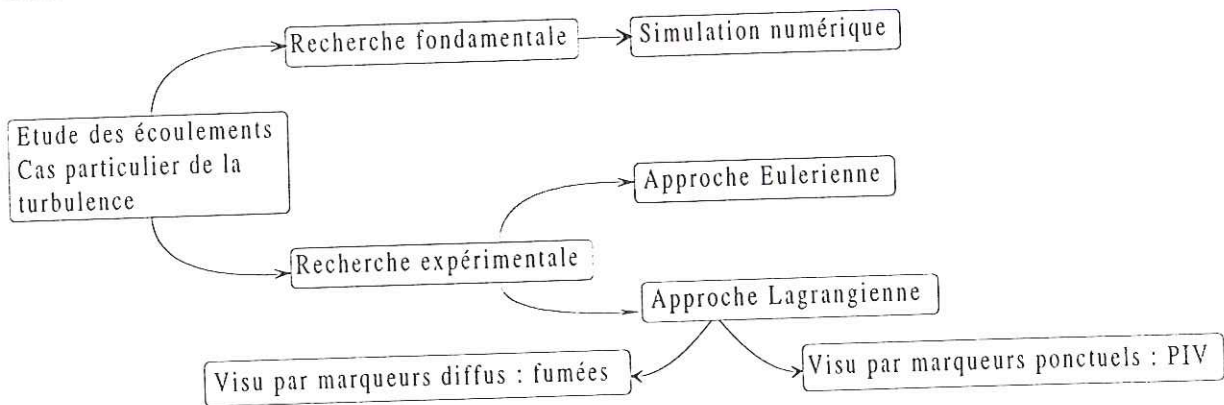 Recherche fondamentale
Simulation numérique
Etude des écoulements
Cas particulier de la
turbulence
Approche Eulerienne
Recherche expérimentale
Approche Lagrangienne
Visu par marqueurs diffus : fumées
Visu par marqueurs ponctuels : PIV